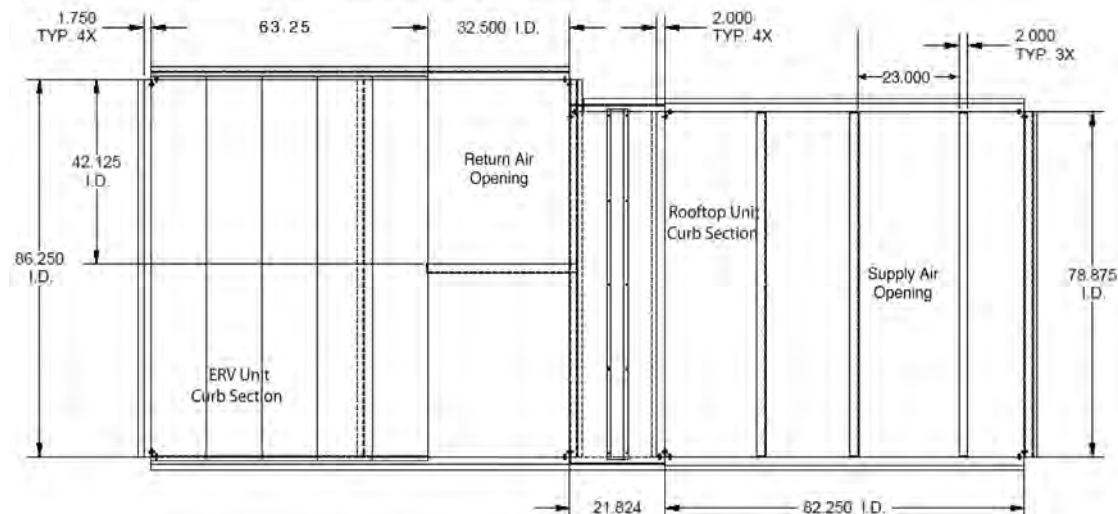 1.750
TYP. 4X
63.25
32.500 I.D.
2.000
TYP. 4X
2.000
TYP. 3X
23.000
42.125
I.D.
Return Air
Opening
Rooftop Unit
Curb Section
86.250
I.D.
Supply Air
Opening
78.875
I.D.
ERV Unit
Curb Section
21.824
82.250 I.D.